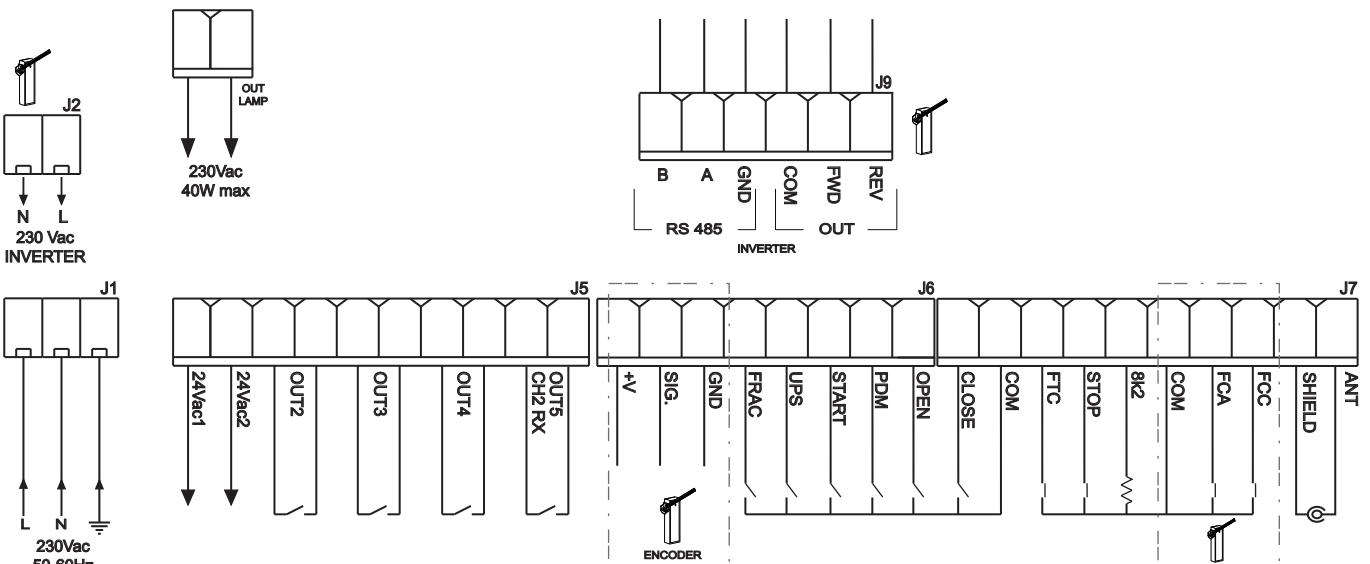 OUT
LAMP
230Vac
40W max
J2
N L
230 Vac
INVERTER
J9
B A GND COM FWD REV
RS 485 OUT
INVERTER
J1
L N
230Vac
50-60Hz
J5
24Vac1 24Vac2 OUT2 OUT3 OUT4 OUT5
CH2 RX
J6
+V SIG. GND FRAC UPS START PDM OPEN
ENCODER
J7
CLOSE COM FTC STOP 8k2 COM FCA FCC SHIELD ANT